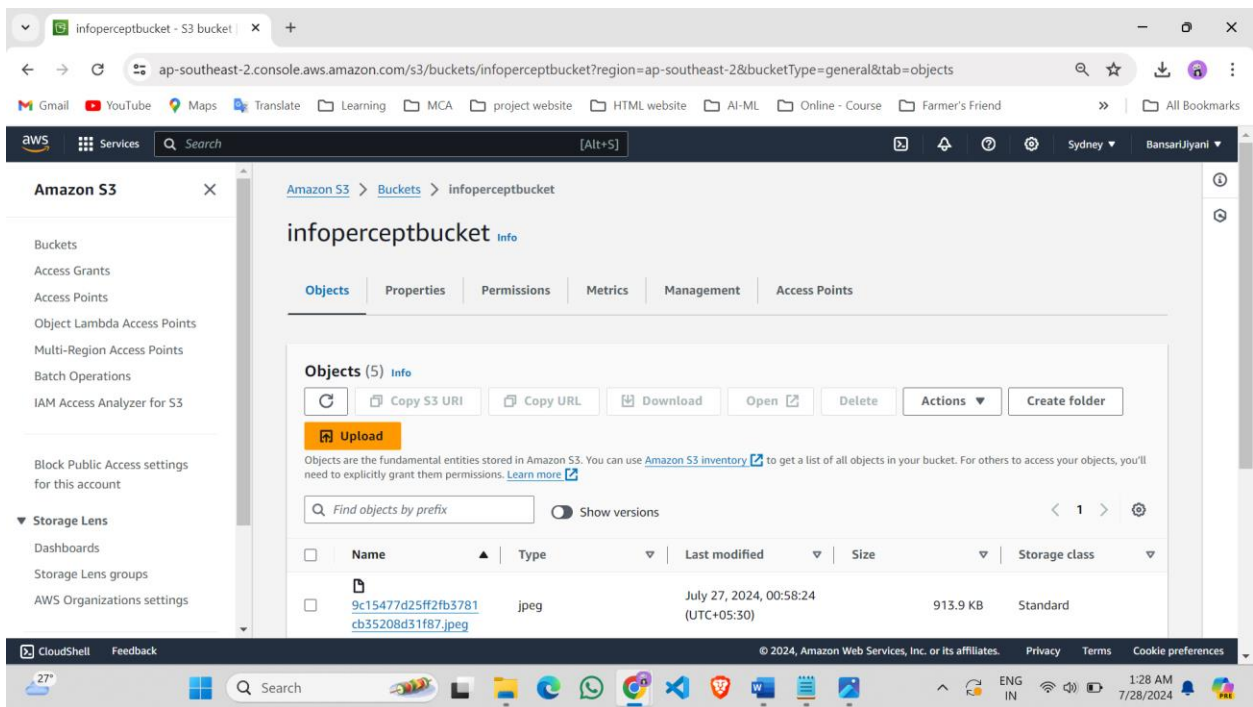 infoperceptbucket - S3 bucket
ap-southeast-2.console.aws.amazon.com/s3/buckets/infoperceptbucket?region=ap-southeast-2&bucketType=general&tab=objects
Gmail YouTube Maps Translate Learning MCA project website HTML website AI-ML Online - Course Farmer's Friend » All Bookmarks
aws Services Search [Alt+S] Sydney BansariJiyani
Amazon S3
Buckets
Access Grants
Access Points
Object Lambda Access Points
Multi-Region Access Points
Batch Operations
IAM Access Analyzer for S3
Block Public Access settings
for this account
Storage Lens
Dashboards
Storage Lens groups
AWS Organizations settings
Amazon S3 > Buckets > infoperceptbucket
infoperceptbucket Info
Objects Properties Permissions Metrics Management Access Points
Objects (5) Info
Copy S3 URI Copy URL Download Open Delete Actions Create folder
Upload
Objects are the fundamental entities stored in Amazon S3. You can use Amazon S3 inventory to get a list of all objects in your bucket. For others to access your objects, you'll
need to explicitly grant them permissions. Learn more
Find objects by prefix Show versions < 1 >
Name Type Last modified Size Storage class
9c15477d25ff2fb3781
cb35208d31f87.jpeg
jpeg
July 27, 2024, 00:58:24
(UTC+05:30)
913.9 KB
Standard
CloudShell Feedback © 2024, Amazon Web Services, Inc. or its affiliates. Privacy Terms Cookie preferences
27°
Search
ENG
IN
1:28 AM
7/28/2024
PRE